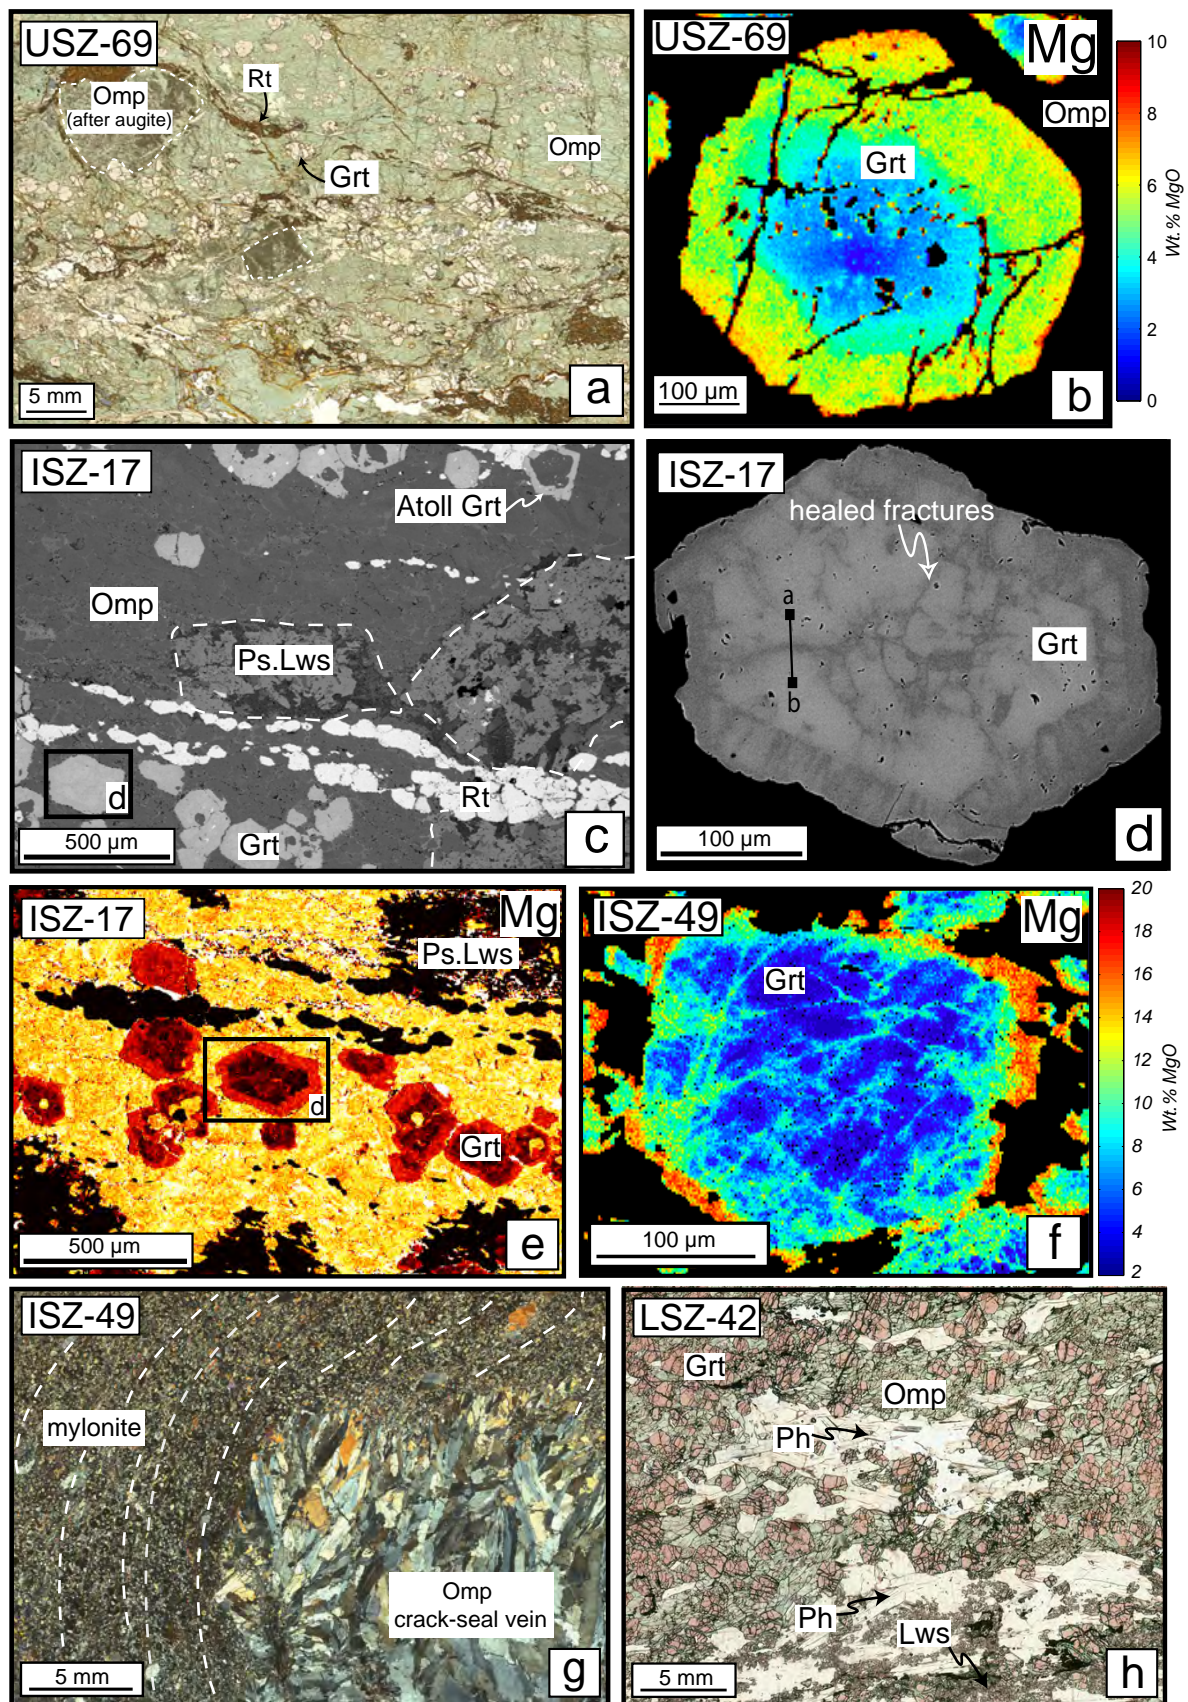 USZ-69
Rt
Omp
(after augite)
Omp
Grt
5 mm
a
USZ-69
Mg
Omp
Grt
100 µm
b
10
8
6
4
2
0
Wt.% MgO
ISZ-17
Atoll Grt
Omp
Ps.Lws
d
Rt
Grt
500 µm
c
ISZ-17
healed fractures
a
Grt
b
100 µm
d
ISZ-17
Mg
Ps.Lws
d
Grt
500 µm
e
ISZ-49
Mg
Grt
100 µm
f
20
18
16
14
12
10
8
6
4
2
Wt.% MgO
ISZ-49
mylonite
Omp
crack-seal vein
5 mm
g
LSZ-42
Grt
Omp
Ph
Ph
Lws
5 mm
h